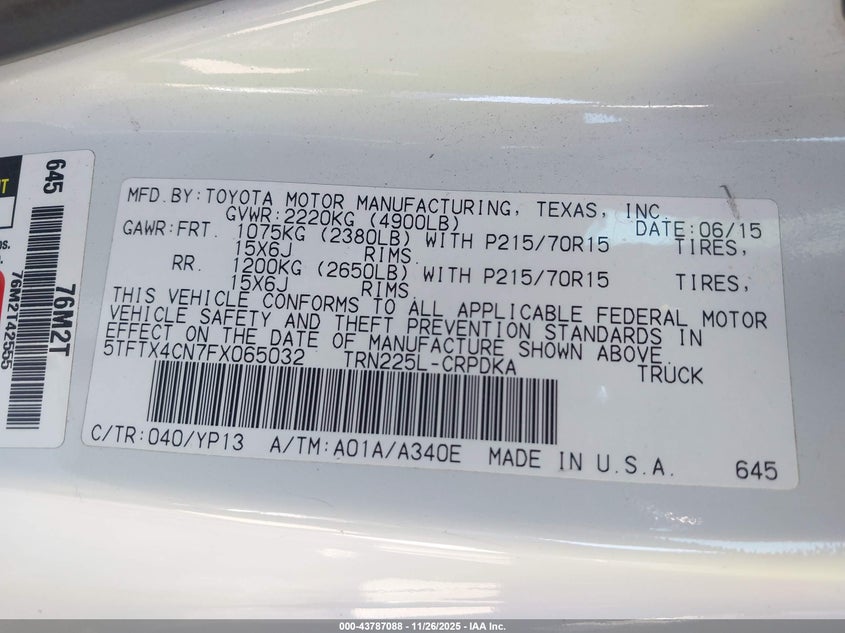 MFD.BY:TOYOTA MOTOR MANUFACTURING, TEXAS, INC.
GVWR:2220KG (4900LB) DATE:06/15
GAWR:FRT. 1075KG (2380LB) WITH P215/70R15 TIRES,
15X6J RIMS.
RR. 1200KG (2650LB) WITH P215/70R15 TIRES,
15X6J RIMS
THIS VEHICLE CONFORMS TO ALL APPLICABLE FEDERAL MOTOR
VEHICLE SAFETY AND THEFT PREVENTION STANDARDS IN
EFFECT ON THE DATE OF MANUFACTURE SHOWN ABOVE.
5TFTX4CN7FX065032 TRN225L-CRPDKA TRUCK
C/TR:040/YP13 A/TM:A01A/A340E MADE IN U.S.A. 645
645
76M2T
76M2T42565
000-43787088 - 11/26/2025 - IAA Inc.